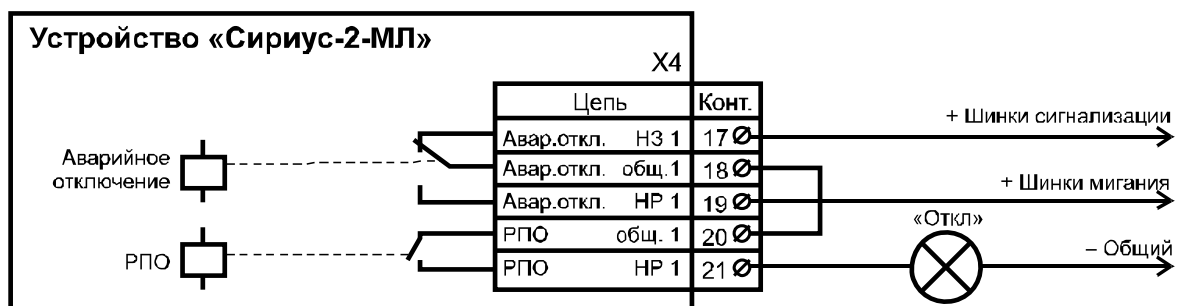 Устройство «Сириус-2-МЛ»
X4
Цепь Конт.
Авар.откл. НЗ 1 17
Авар.откл. общ.1 18
Авар.откл. НР 1 19
РПО общ. 1 20
РПО НР 1 21
Аварийное
отключение
РПО
+ Шинки сигнализации
+ Шинки мигания
«Откл»
– Общий